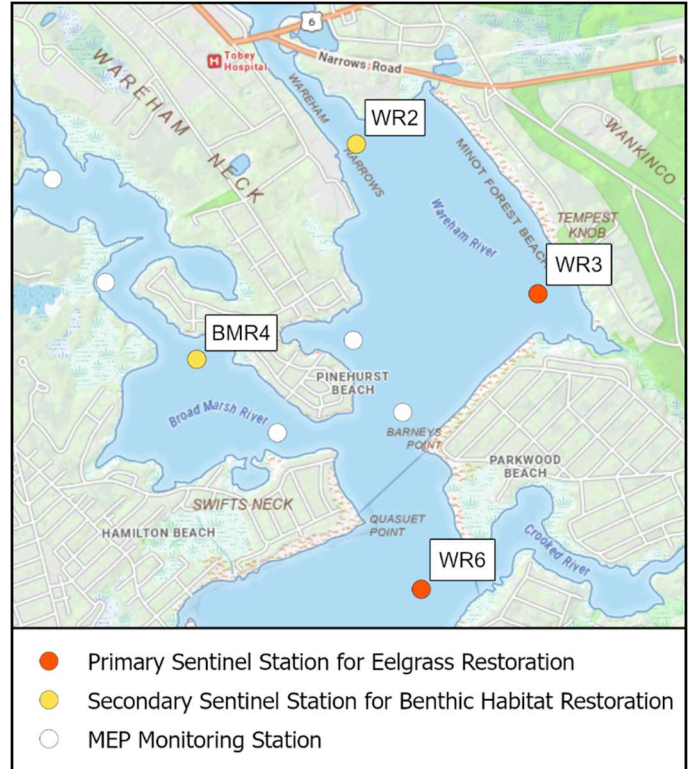 6
H
Tobey
Hospital
Narrows Road
N
WAREHAM
NECK
WAREHAM
NARROWS
WR2
MINOT FOREST BEACH
WANKINCO
Wareham River
TEMPEST
KNOB
WR3
BMR4
PINEHURST
BEACH
Broad Marsh River
BARNEYS
POINT
PARKWOOD
BEACH
SWIFTS NECK
HAMILTON BEACH
QUASUET
POINT
Crooked River
WR6
Primary Sentinel Station for Eelgrass Restoration
Secondary Sentinel Station for Benthic Habitat Restoration
MEP Monitoring Station